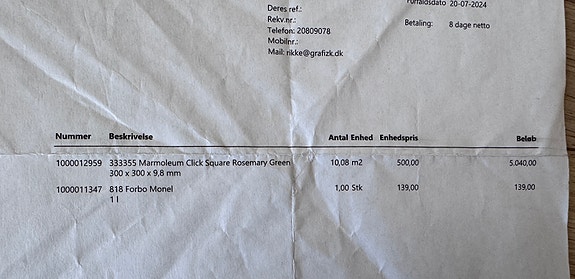 Deres ref.:
Forfaldsdato 20-07-2024
Rekv.nr.:
Betaling: 8 dage netto
Telefon: 20809078
Mobilnr.:
Mail: rikke@grafizk.dk
Nummer Beskrivelse Antal Enhed Enhedspris Beløb
1000012959 333355 Marmoleum Click Square Rosemary Green 10,08 m2 500,00 5.040,00
300 x 300 x 9,8 mm
1000011347 818 Forbo Monel 1,00 Stk 139,00 139,00
1 l